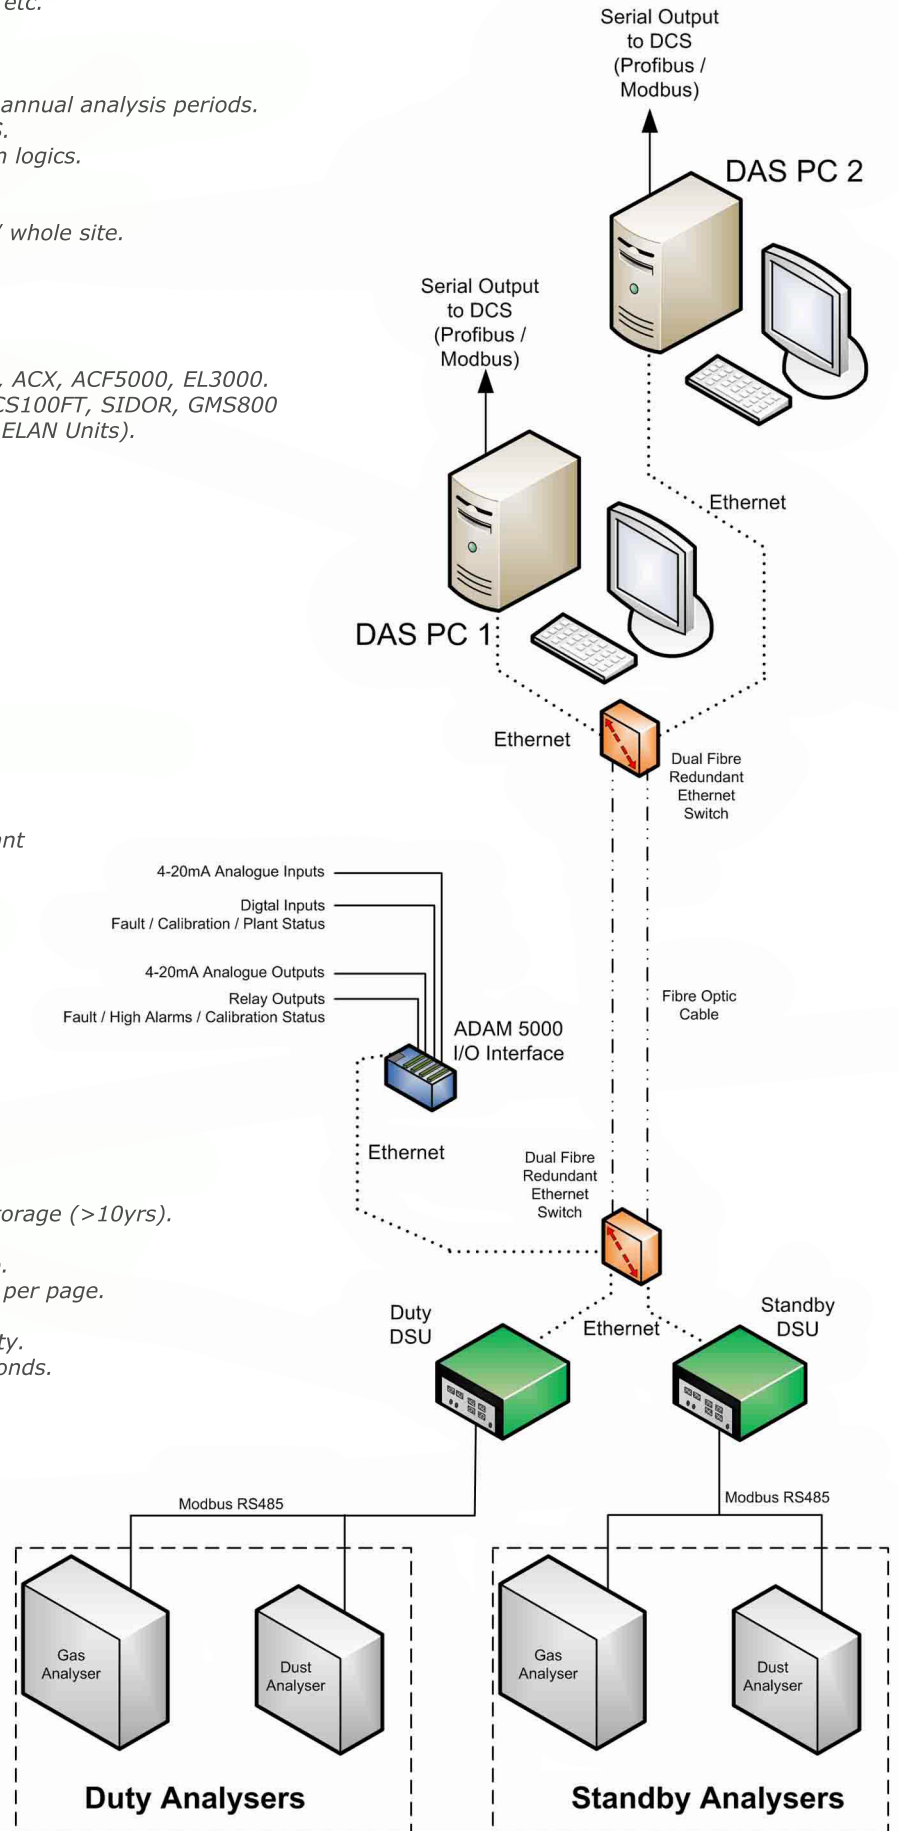 etc.
annual analysis periods.
n logics.
/ whole site.
, ACX, ACF5000, EL3000.
CS100FT, SIDOR, GMS800
ELAN Units).
Serial Output
to DCS
(Profibus /
Modbus)
DAS PC 2
Serial Output
to DCS
(Profibus /
Modbus)
Ethernet
DAS PC 1
Ethernet
Dual Fibre
Redundant
Ethernet
Switch
ant
4-20mA Analogue Inputs
Digtal Inputs
Fault / Calibration / Plant Status
4-20mA Analogue Outputs
Relay Outputs
Fault / High Alarms / Calibration Status
ADAM 5000
I/O Interface
Fibre Optic
Cable
Ethernet
Dual Fibre
Redundant
Ethernet
Switch
orage (>10yrs).
per page.
ty.
onds.
Duty
DSU
Ethernet
Standby
DSU
Modbus RS485
Modbus RS485
Gas
Analyser
Dust
Analyser
Gas
Analyser
Dust
Analyser
Duty Analysers
Standby Analysers